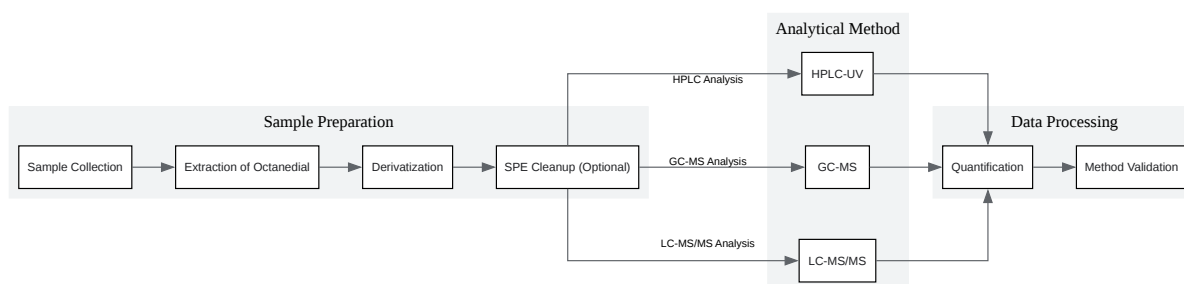 Analytical Method
HPLC-UV
HPLC Analysis
Sample Preparation
Data Processing
Sample Collection
Extraction of Octanedial
Derivatization
SPE Cleanup (Optional)
GC-MS Analysis
GC-MS
Quantification
Method Validation
LC-MS/MS Analysis
LC-MS/MS